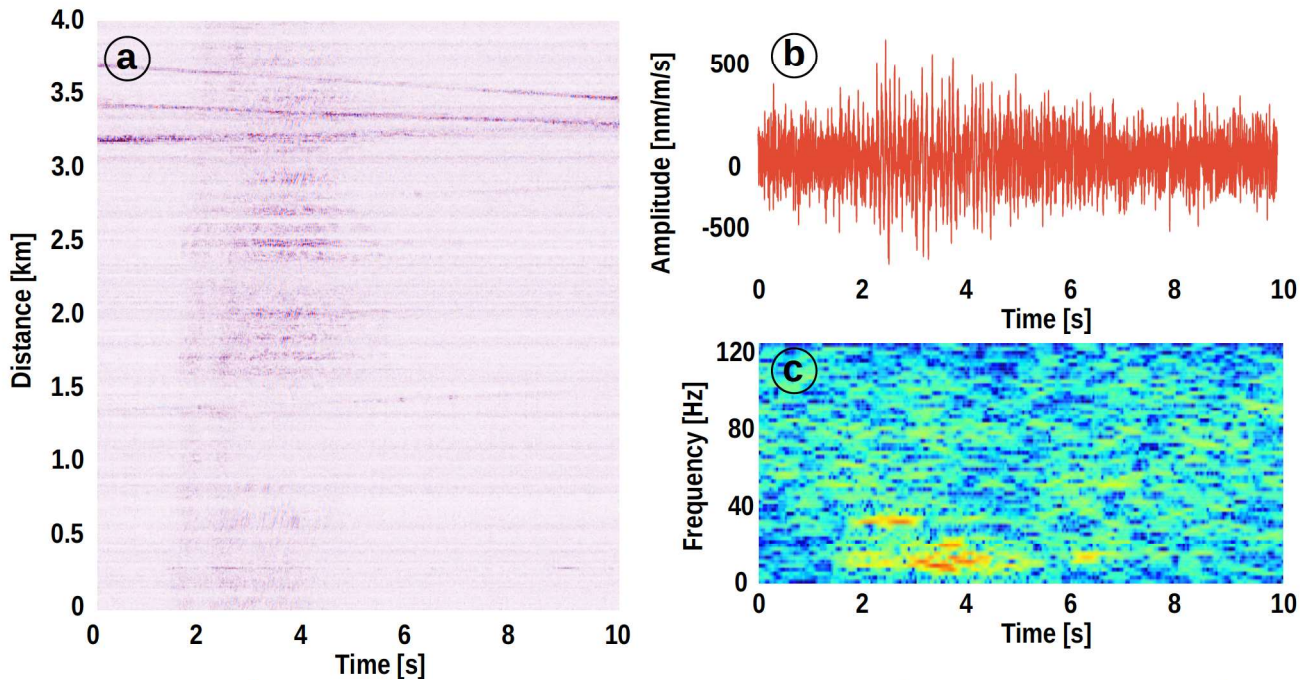 a
4.0
3.5
3.0
2.5
2.0
1.5
1.0
0.5
0
Distance [km]
0 2 4 6 8 10
Time [s]
b
500
0
-500
Amplitude [nm/m/s]
0 2 4 6 8 10
Time [s]
c
120
80
40
0
Frequency [Hz]
0 2 4 6 8 10
Time [s]